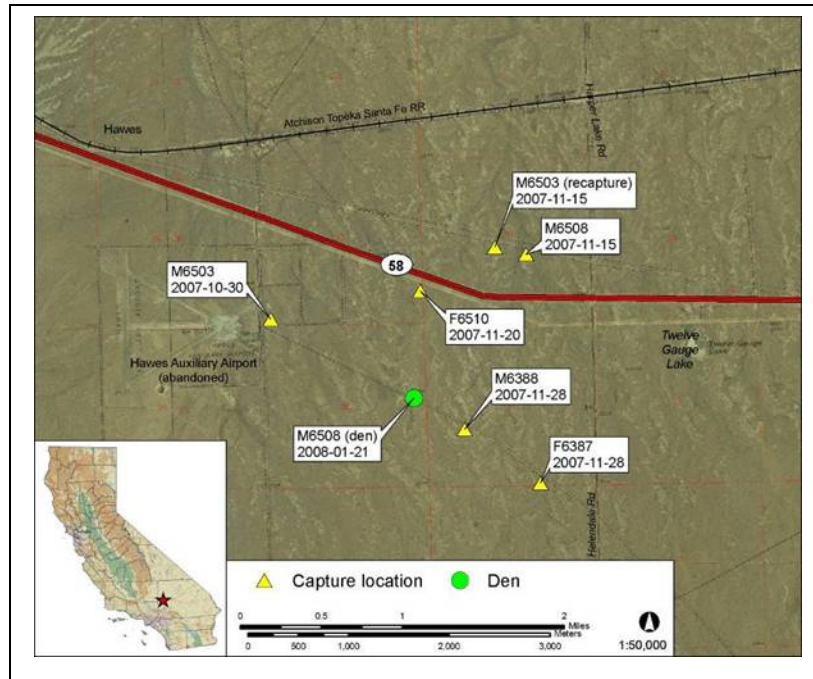 Atchison Topeka Santa Fe RR
Hawes
Harper Lake Rd
M6503 (recapture)
2007-11-15
M6508
2007-11-15
58
M6503
2007-10-30
F6510
2007-11-20
Hawes Auxiliary Airport
(abandoned)
Twelve
Gauge
Lake
M6388
2007-11-28
M6508 (den)
2008-01-21
F6387
2007-11-28
Helendale Rd
Capture location
Den
0 0.5 1 2
Miles
Meters
0 500 1,000 2,000 3,000
1:50,000